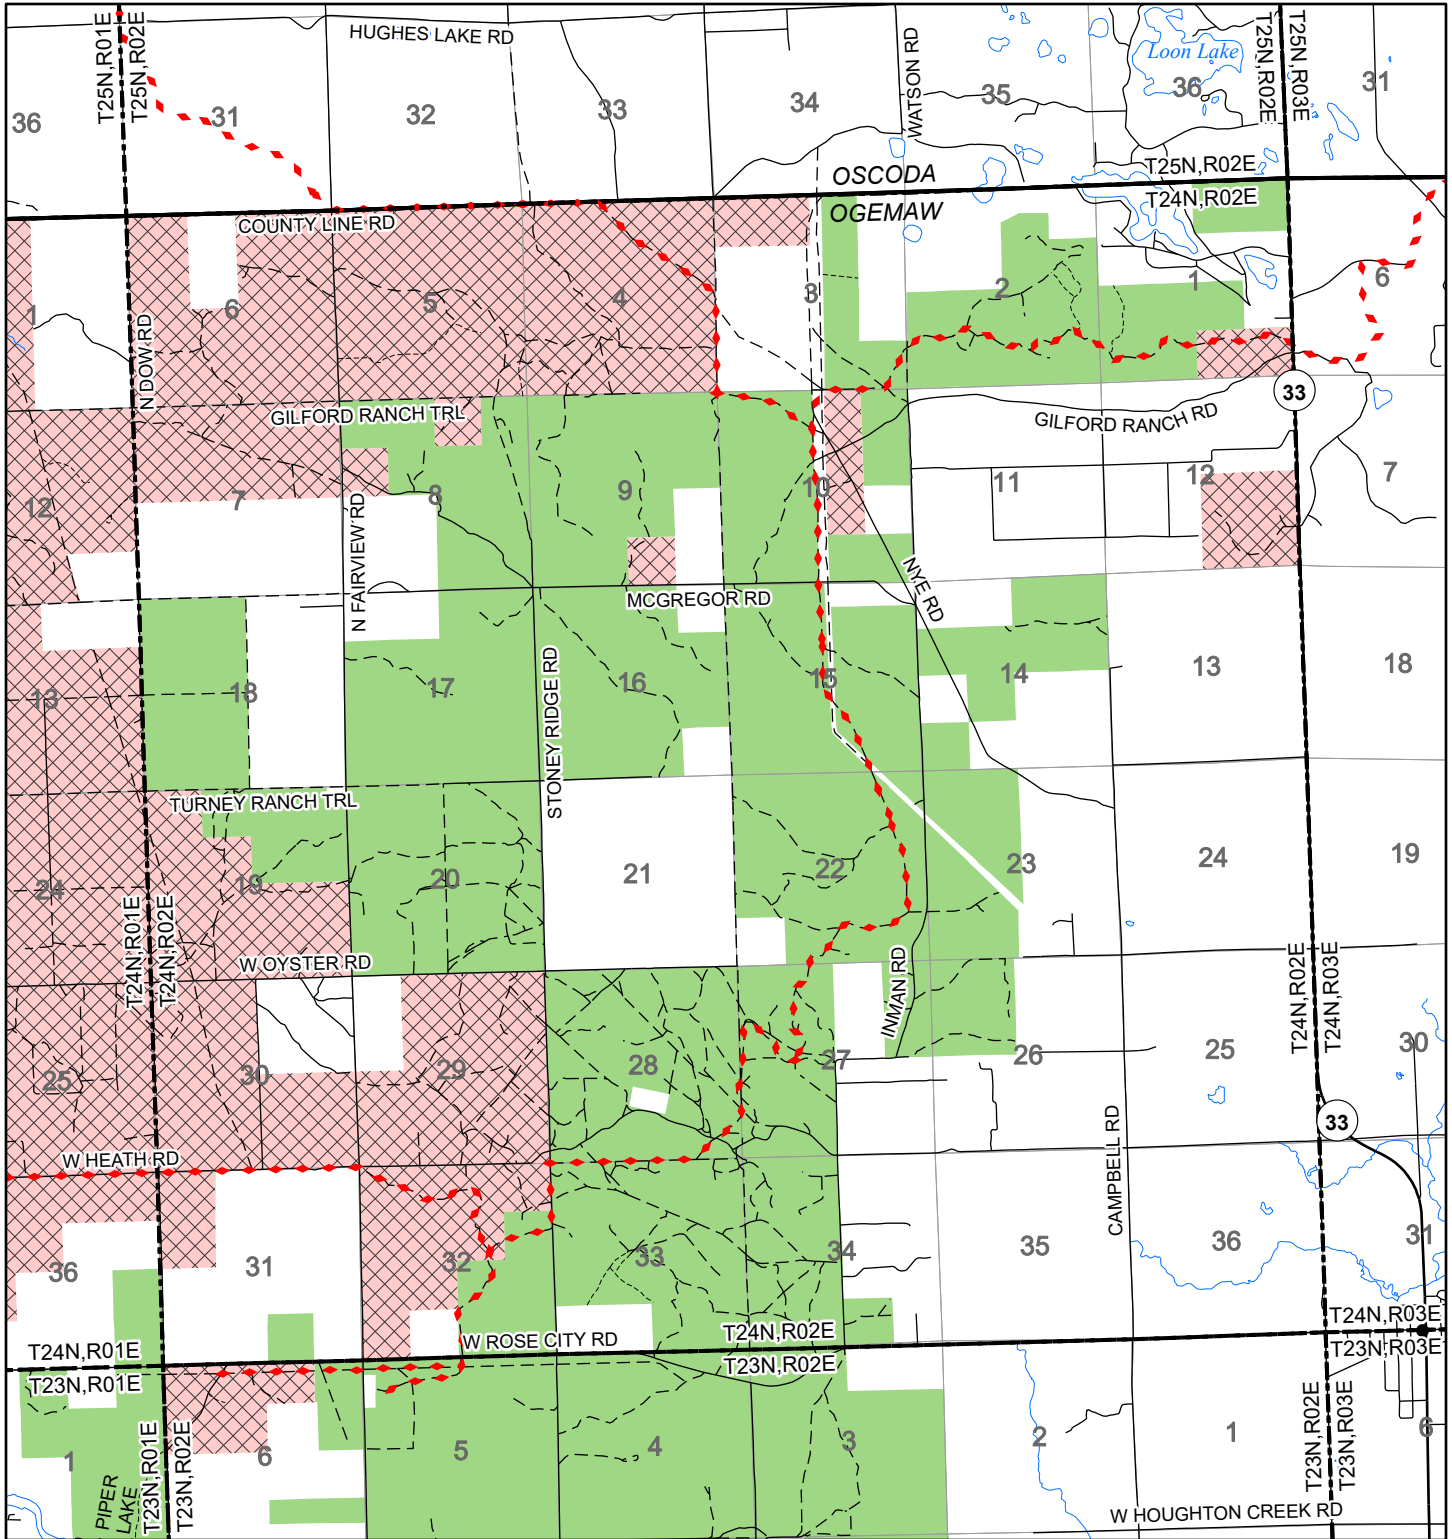 T25N,R01E
T25N,R02E
HUGHES LAKE RD
WATSON RD
Loon Lake
T25N,R02E
T25N,R03E
36
31
32
33
34
35
36
31
OSCODA
OGEMAW
T25N,R02E
T24N,R02E
COUNTY LINE RD
1
6
5
4
3
2
1
6
N DOW RD
33
GILFORD RANCH TRL
GILFORD RANCH RD
12
7
8
9
10
11
12
7
N FAIRVIEW RD
MCGREGOR RD
NYE RD
13
18
17
16
15
14
13
18
STONEY RIDGE RD
TURNEY RANCH TRL
24
19
20
21
22
23
24
19
T24N,R01E
T24N,R02E
W OYSTER RD
INMAN RD
T24N,R02E
T24N,R03E
25
30
29
28
27
26
25
30
33
W HEATH RD
CAMPBELL RD
36
31
32
33
34
35
36
31
W ROSE CITY RD
T24N,R01E
T23N,R01E
T24N,R02E
T23N,R02E
T24N,R03E
T23N,R03E
1
6
5
4
3
2
1
6
T23N,R01E
T23N,R02E
T23N,R02E
T23N,R03E
PIPER
LAKE
W HOUGHTON CREEK RD